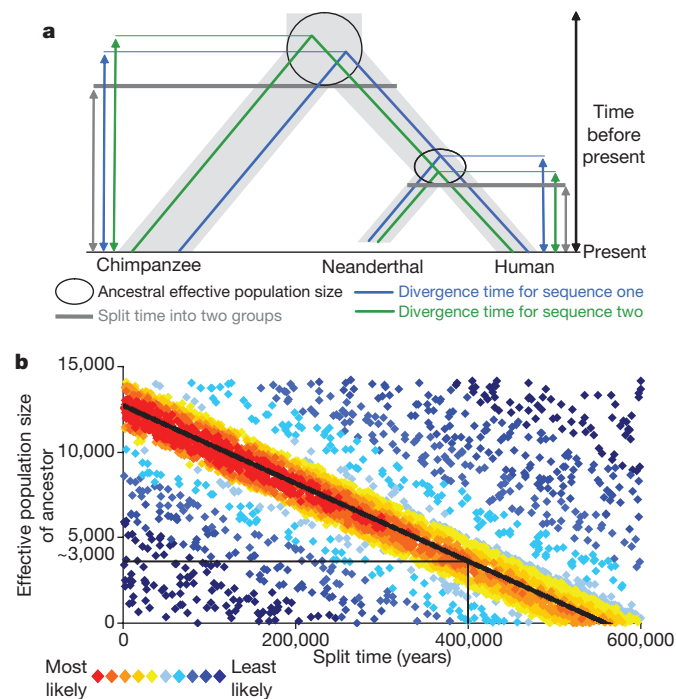 a
Time
before
present
Present
Chimpanzee
Neanderthal
Human
Ancestral effective population size
Divergence time for sequence one
Split time into two groups
Divergence time for sequence two
b
15,000
10,000
5,000
~3,000
0
Effective population size
of ancestor
0
200,000
400,000
600,000
Split time (years)
Most
likely
Least
likely